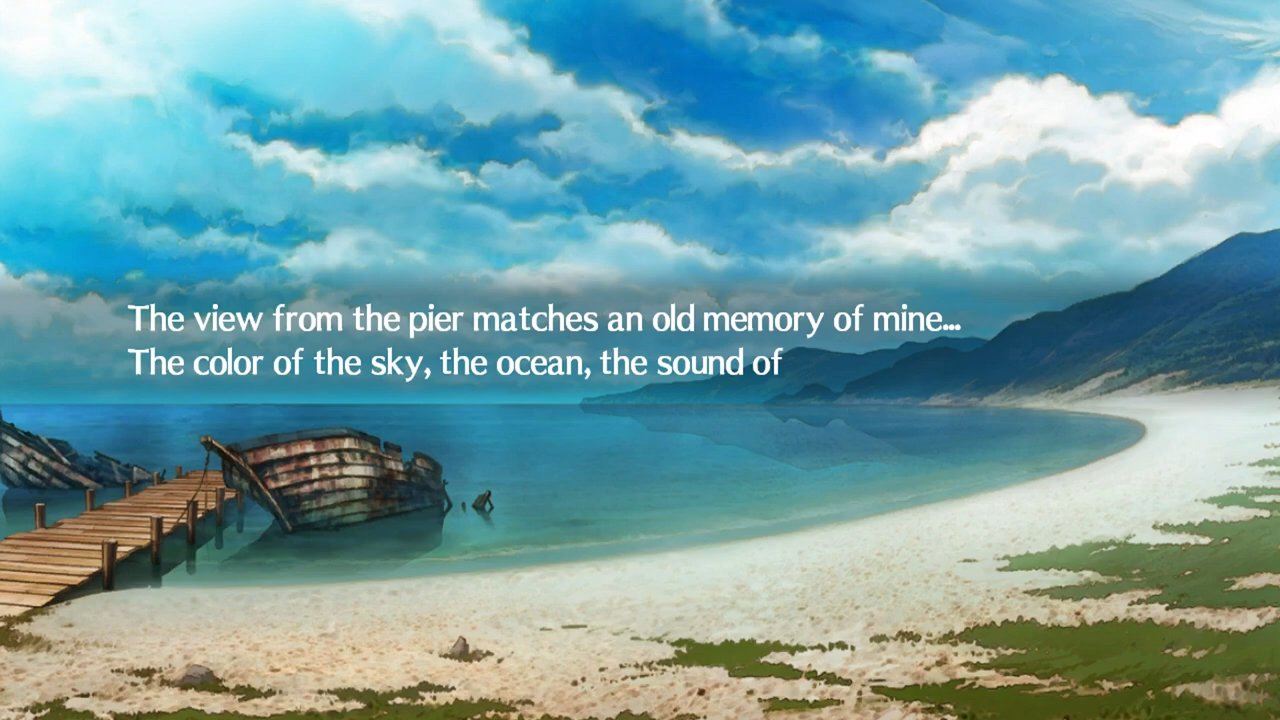 The view from the pier matches an old memory of mine...
The color of the sky, the ocean, the sound of